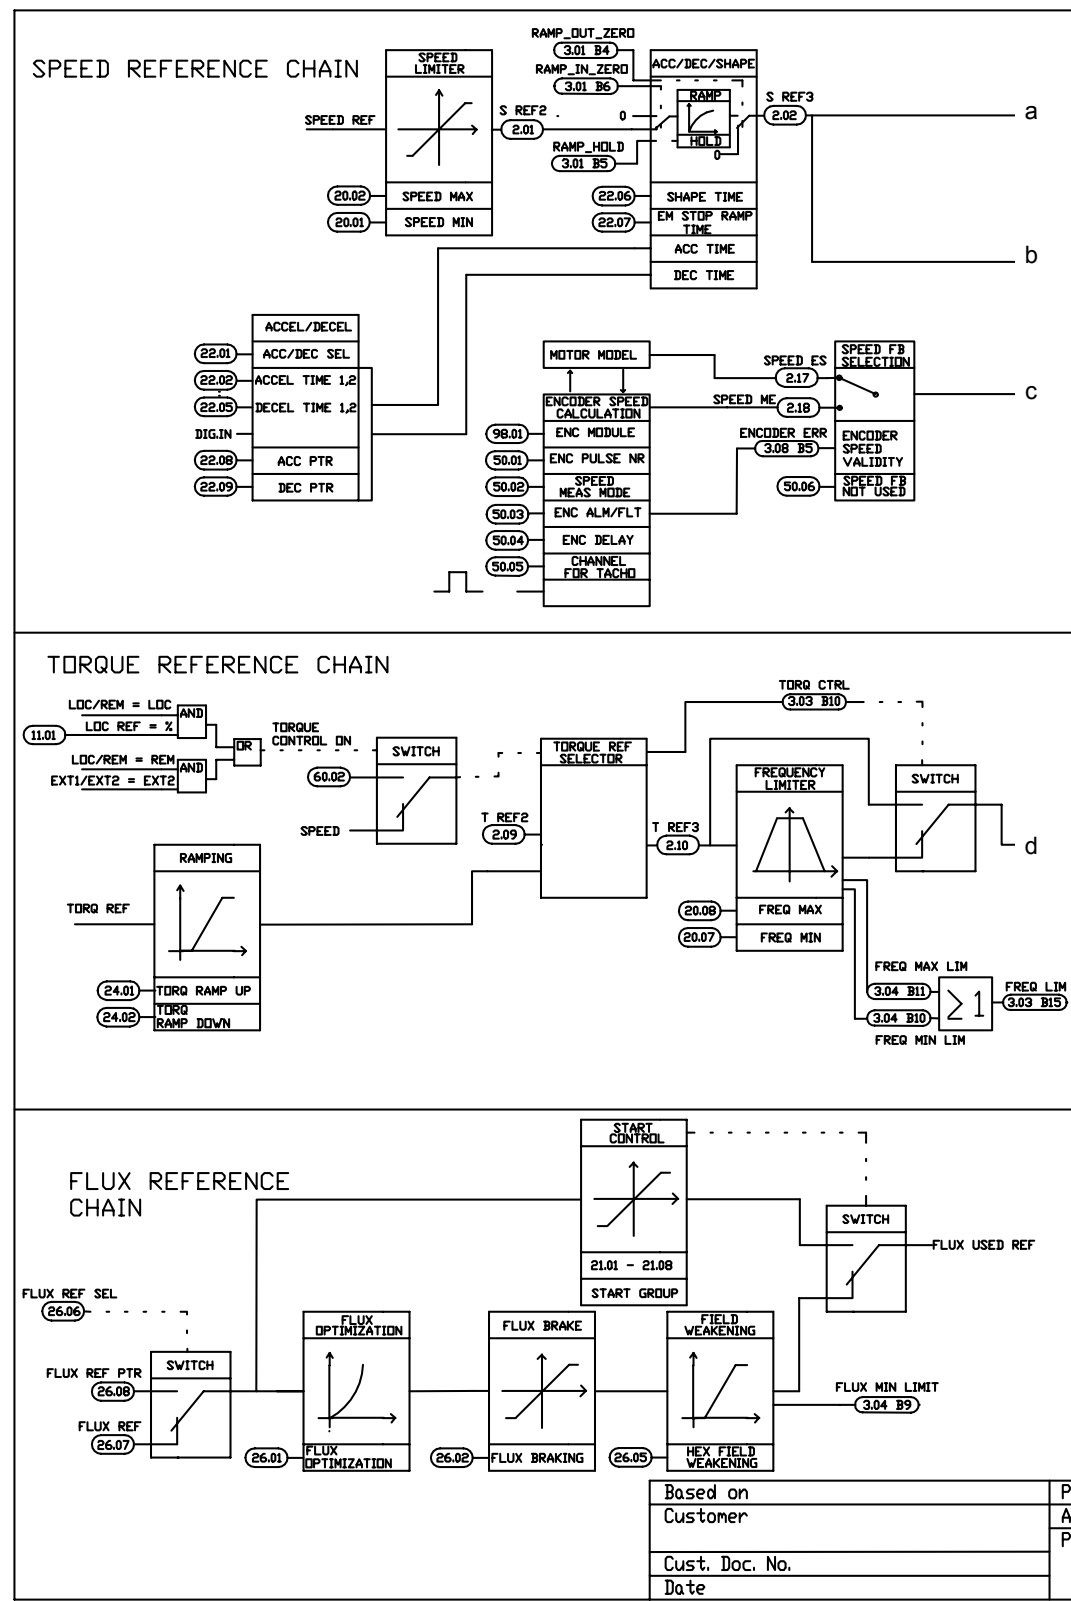 SPEED REFERENCE CHAIN
SPEED
LIMITER
SPEED REF
20.02
SPEED MAX
20.01
SPEED MIN
S REF2
2.01
RAMP_OUT_ZERO
3.01 B4
RAMP_IN_ZERO
3.01 B6
0
RAMP_HOLD
3.01 B5
ACC/DEC/SHAPE
RAMP
HOLD
0
S REF3
2.02
a
22.06
SHAPE TIME
22.07
EM STOP RAMP
TIME
ACC TIME
DEC TIME
b
ACCEL/DECEL
22.01
ACC/DEC SEL
22.02
ACCEL TIME 1,2
22.05
DECEL TIME 1,2
DIG.IN
22.08
ACC PTR
22.09
DEC PTR
MOTOR MODEL
ENCODER SPEED
CALCULATION
98.01
ENC MODULE
50.01
ENC PULSE NR
50.02
SPEED
MEAS MODE
50.03
ENC ALM/FLT
50.04
ENC DELAY
50.05
CHANNEL
FOR TACHO
SPEED ES
2.17
SPEED ME
2.18
ENCODER ERR
3.08 B5
50.06
SPEED FB
SELECTION
ENCODER
SPEED
VALIDITY
SPEED FB
NOT USED
c
TORQUE REFERENCE CHAIN
LOC/REM = LOC
11.01
LOC REF = %
AND
LOC/REM = REM
EXT1/EXT2 = EXT2
AND
OR
TORQUE
CONTROL ON
SWITCH
60.02
SPEED
TORQUE REF
SELECTOR
T REF2
2.09
TORQ CTRL
3.03 B10
T REF3
2.10
FREQUENCY
LIMITER
20.08
FREQ MAX
20.07
FREQ MIN
SWITCH
d
RAMPING
TORQ REF
24.01
TORQ RAMP UP
24.02
TORQ
RAMP DOWN
FREQ MAX LIM
3.04 B11
3.04 B10
FREQ MIN LIM
≥ 1
FREQ LIM
3.03 B15
FLUX REFERENCE
CHAIN
START
CONTROL
21.01 - 21.08
START GROUP
SWITCH
FLUX USED REF
FLUX REF SEL
26.06
SWITCH
FLUX REF PTR
26.08
FLUX REF
26.07
FLUX
OPTIMIZATION
26.01
FLUX
OPTIMIZATION
FLUX BRAKE
26.02
FLUX BRAKING
FIELD
WEAKENING
26.05
HEX FIELD
WEAKENING
FLUX MIN LIMIT
3.04 B9
Based on
P
Customer
A
P
Cust. Doc. No.
Date